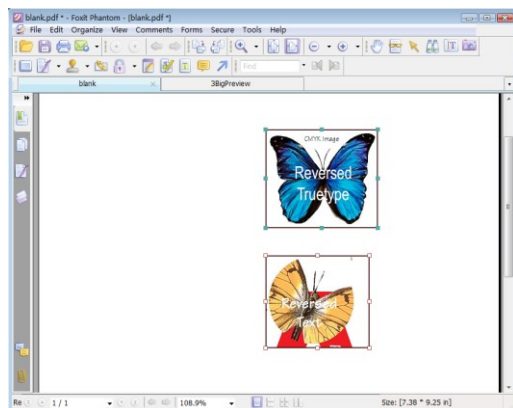 blank.pdf * - Foxit Phantom - [blank.pdf *]
File Edit Organize View Comments Forms Secure Tools Help
Find
blank
3BigPreview
CMYK Image
Reversed
Truetype
Reversed
Text
1 / 1
108.9%
Size: [7.38 * 9.25 in]